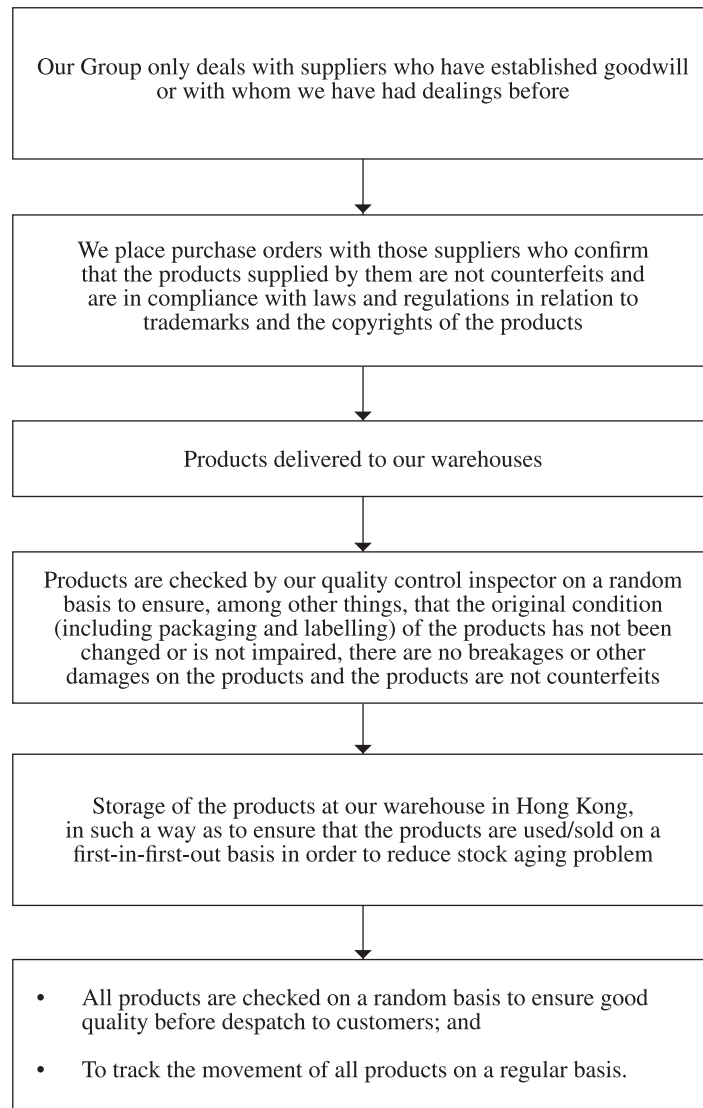 Our Group only deals with suppliers who have established goodwill
or with whom we have had dealings before
We place purchase orders with those suppliers who confirm
that the products supplied by them are not counterfeits and
are in compliance with laws and regulations in relation to
trademarks and the copyrights of the products
Products delivered to our warehouses
Products are checked by our quality control inspector on a random
basis to ensure, among other things, that the original condition
(including packaging and labelling) of the products has not been
changed or is not impaired, there are no breakages or other
damages on the products and the products are not counterfeits
Storage of the products at our warehouse in Hong Kong,
in such a way as to ensure that the products are used/sold on a
first-in-first-out basis in order to reduce stock aging problem
• All products are checked on a random basis to ensure good
quality before despatch to customers; and
• To track the movement of all products on a regular basis.